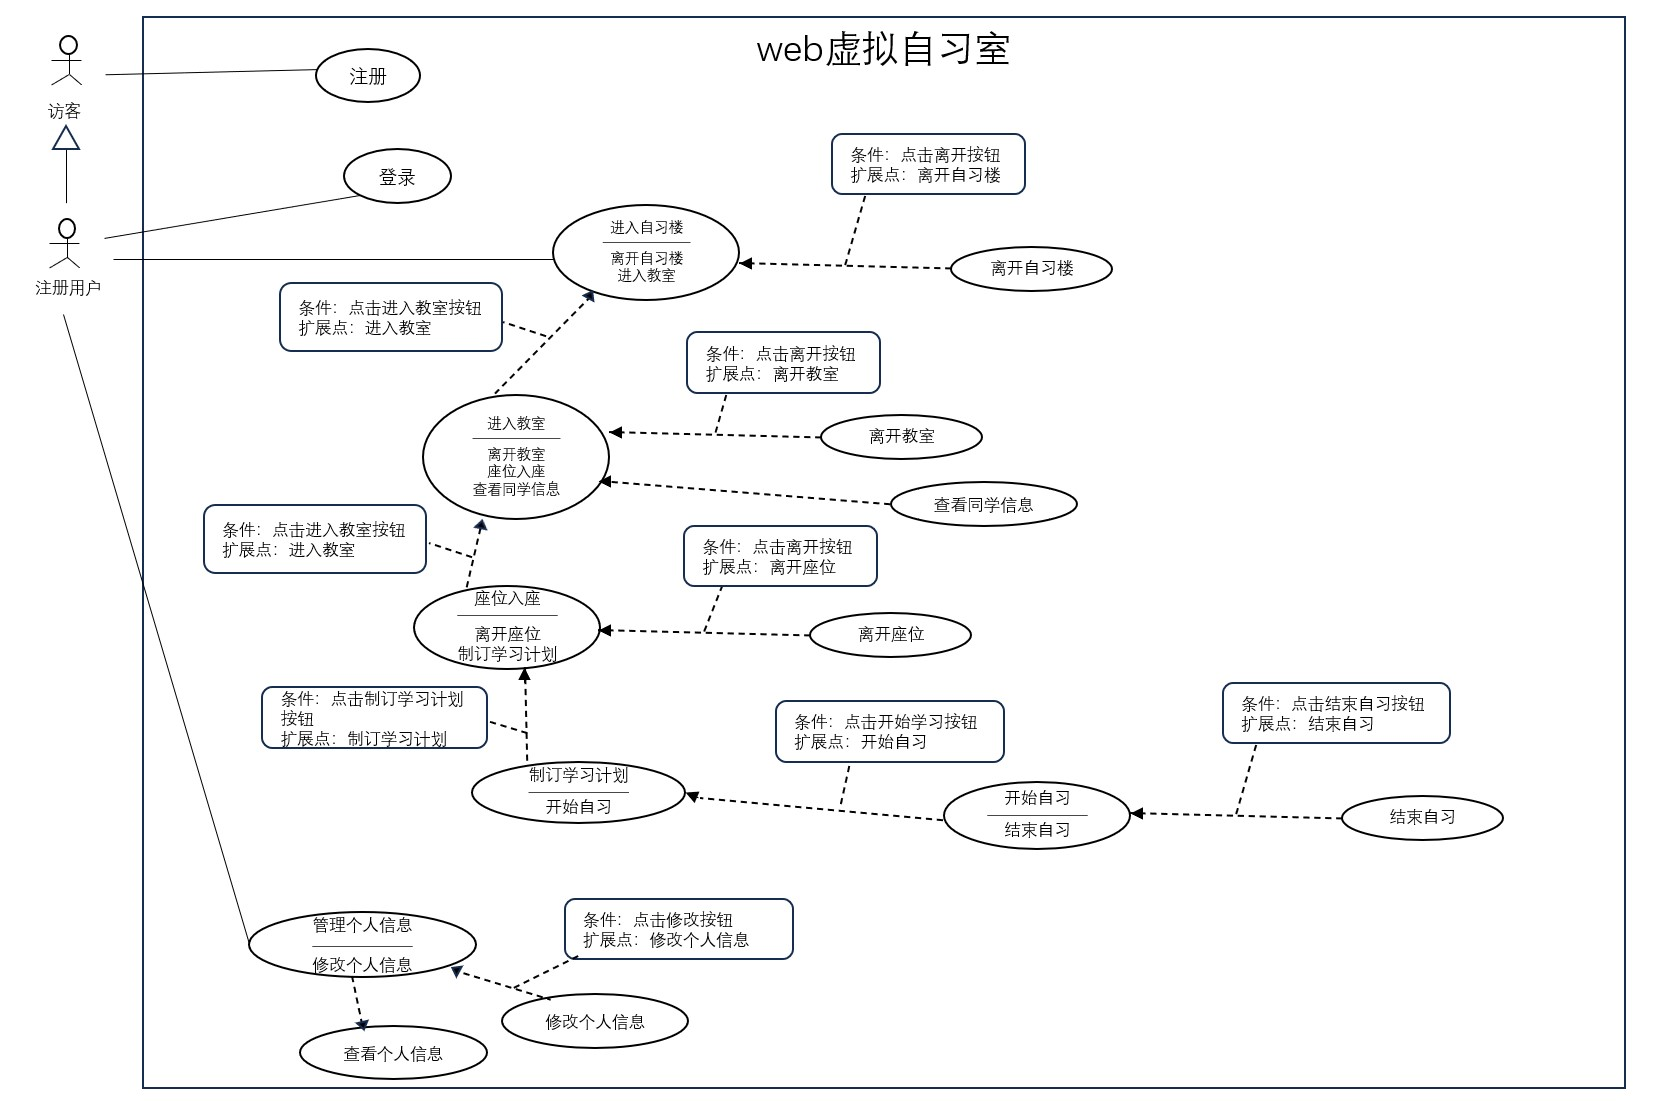 web虚拟自习室
访客
注册
登录
注册用户
条件：点击离开按钮
扩展点：离开自习楼
进入自习楼
离开自习楼
进入教室
离开自习楼
条件：点击进入教室按钮
扩展点：进入教室
条件：点击离开按钮
扩展点：离开教室
进入教室
离开教室
座位入座
查看同学信息
离开教室
查看同学信息
条件：点击进入教室按钮
扩展点：进入教室
条件：点击离开按钮
扩展点：离开座位
座位入座
离开座位
制订学习计划
离开座位
条件：点击制订学习计划
按钮
扩展点：制订学习计划
条件：点击开始学习按钮
扩展点：开始自习
条件：点击结束自习按钮
扩展点：结束自习
制订学习计划
开始自习
开始自习
结束自习
结束自习
管理个人信息
修改个人信息
条件：点击修改按钮
扩展点：修改个人信息
修改个人信息
查看个人信息